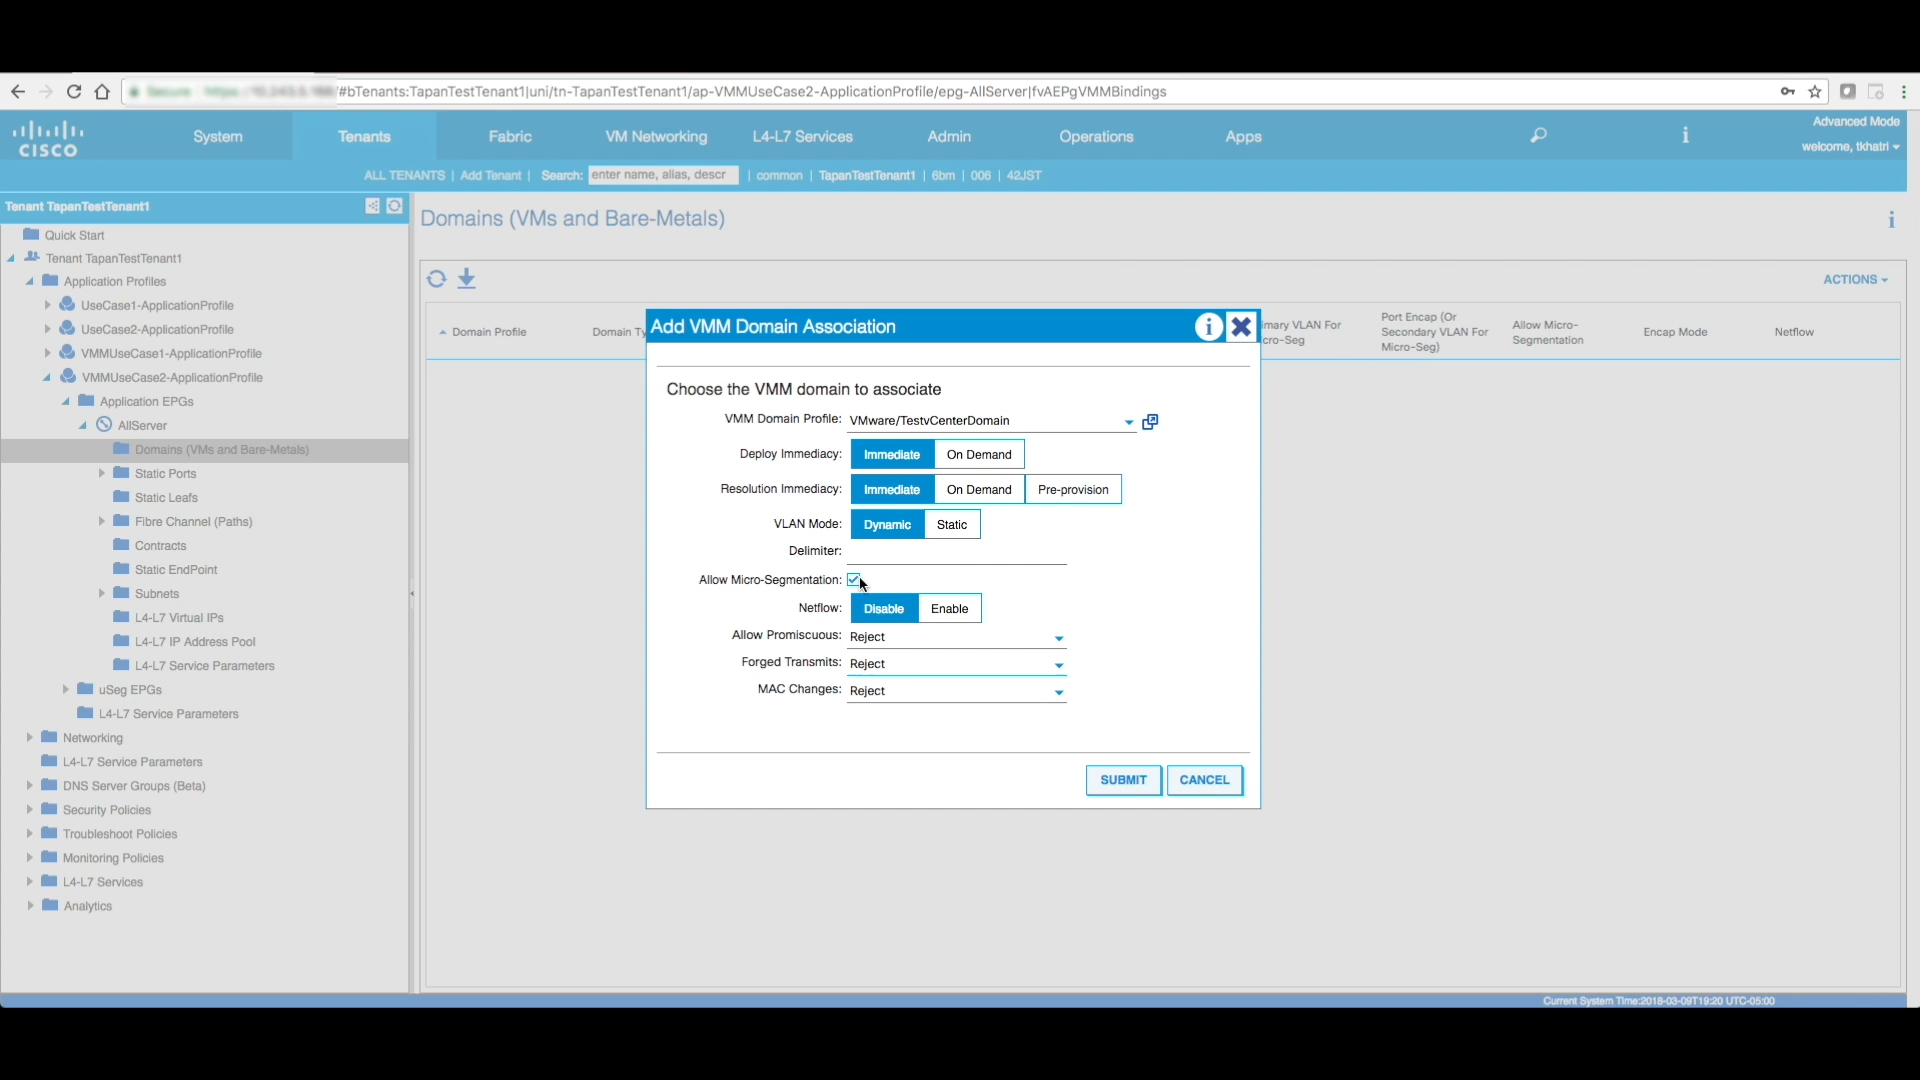 #bTenants:TapanTestTenant1|uni/tn-TapanTestTenant1/ap-VMMUseCase2-ApplicationProfile/epg-AllServer|fvAEPgVMMBindings
CISCO
System
Tenants
Fabric
VM Networking
L4-L7 Services
Admin
Operations
Apps
Advanced Mode
welcome, tkhatri
ALL TENANTS | Add Tenant | Search: enter name, alias, descr | common | TapanTestTenant1 | 6bm | 006 | 42JST
Tenant TapanTestTenant1
Quick Start
Tenant TapanTestTenant1
Application Profiles
UseCase1-ApplicationProfile
UseCase2-ApplicationProfile
VMMUseCase1-ApplicationProfile
VMMUseCase2-ApplicationProfile
Application EPGs
AllServer
Domains (VMs and Bare-Metals)
Static Ports
Static Leafs
Fibre Channel (Paths)
Contracts
Static EndPoint
Subnets
L4-L7 Virtual IPs
L4-L7 IP Address Pool
L4-L7 Service Parameters
uSeg EPGs
L4-L7 Service Parameters
Networking
L4-L7 Service Parameters
DNS Server Groups (Beta)
Security Policies
Troubleshoot Policies
Monitoring Policies
L4-L7 Services
Analytics
Domains (VMs and Bare-Metals)
ACTIONS
Domain Profile
Domain Ty
imary VLAN For
cro-Seg
Port Encap (Or
Secondary VLAN For
Micro-Seg)
Allow Micro-
Segmentation
Encap Mode
Netflow
Add VMM Domain Association
Choose the VMM domain to associate
VMM Domain Profile: VMware/TestvCenterDomain
Deploy Immediacy: Immediate On Demand
Resolution Immediacy: Immediate On Demand Pre-provision
VLAN Mode: Dynamic Static
Delimiter:
Allow Micro-Segmentation:
Netflow: Disable Enable
Allow Promiscuous: Reject
Forged Transmits: Reject
MAC Changes: Reject
SUBMIT CANCEL
Current System Time:2018-03-09T19:20 UTC-05:00